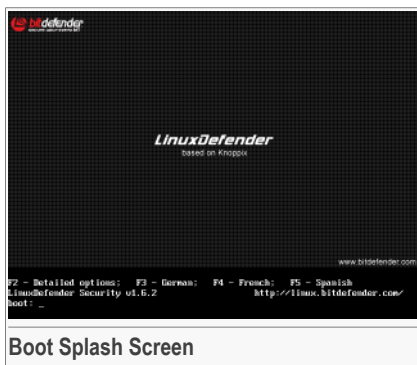 bitdefender
LinuxDefender
based on Knoppix
www.bitdefender.com
F2 - Detailed options; F3 - German; F4 - French; F5 - Spanish
LinuxDefender Security v1.6.2 http://linux.bitdefender.com/
boot: _
Boot Splash Screen